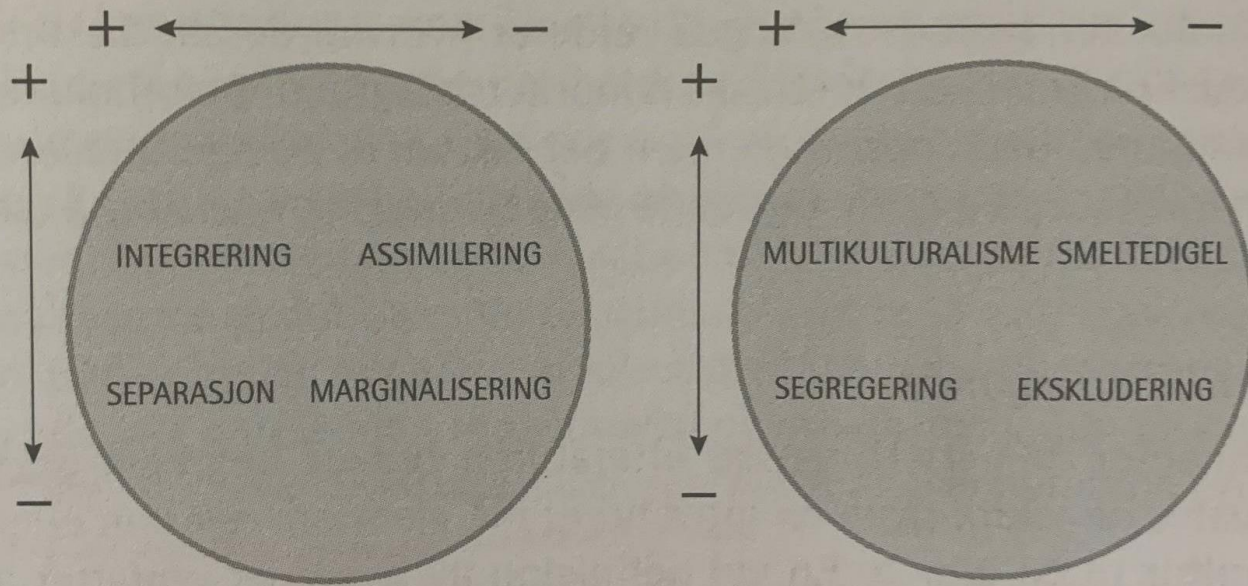 + −
+
INTEGRERING ASSIMILERING
SEPARASJON MARGINALISERING
−
+ −
+
MULTIKULTURALISME SMELTEDIGEL
SEGREGERING EKSKLUDERING
−